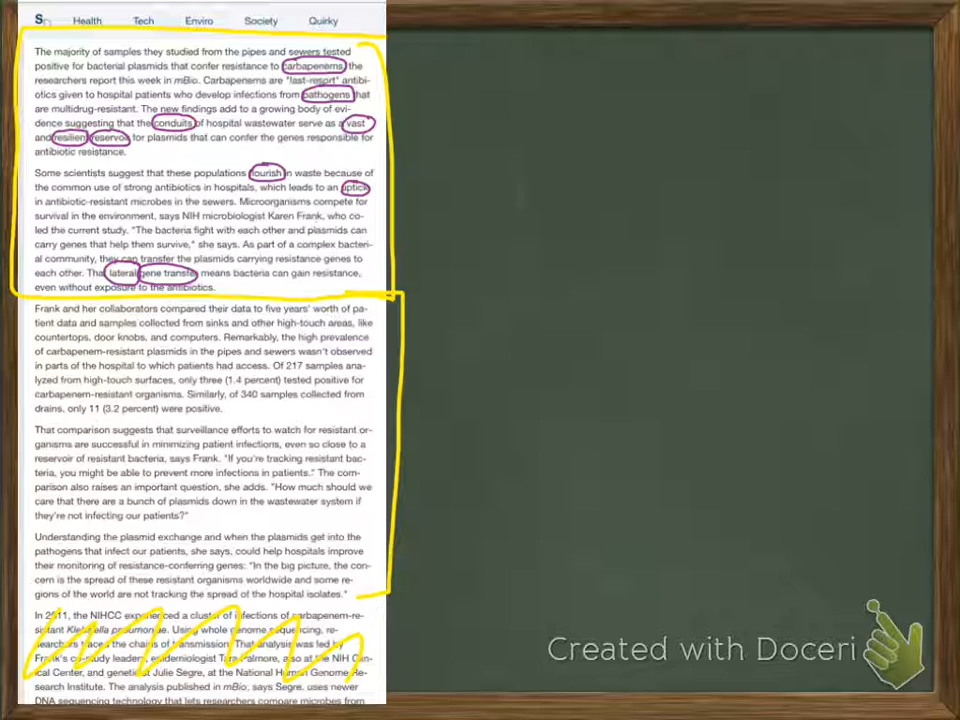 Health Tech Enviro Society Quirky
The majority of samples they studied from the pipes and sewers tested
positive for bacterial plasmids that confer resistance to carbapenems, the
researchers report this week in mBio. Carbapenems are "last-resort" antibi-
otics given to hospital patients who develop infections from pathogens that
are multidrug-resistant. The new findings add to a growing body of evi-
dence suggesting that the conduits of hospital wastewater serve as a vast
and resilient reservoir for plasmids that can confer the genes responsible for
antibiotic resistance.
Some scientists suggest that these populations flourish in waste because of
the common use of strong antibiotics in hospitals, which leads to an uptick
in antibiotic-resistant microbes in the sewers. Microorganisms compete for
survival in the environment, says NIH microbiologist Karen Frank, who co-
led the current study. "The bacteria fight with each other and plasmids can
carry genes that help them survive," she says. As part of a complex bacteri-
al community, they can transfer the plasmids carrying resistance genes to
each other. That lateral gene transfer means bacteria can gain resistance,
even without exposure to the antibiotics.
Frank and her collaborators compared their data to five years' worth of pa-
tient data and samples collected from sinks and other high-touch areas, like
countertops, door knobs, and computers. Remarkably, the high prevalence
of carbapenem-resistant plasmids in the pipes and sewers wasn't observed
in parts of the hospital to which patients had access. Of 217 samples ana-
lyzed from high-touch surfaces, only three (1.4 percent) tested positive for
carbapenem-resistant organisms. Similarly, of 340 samples collected from
drains, only 11 (3.2 percent) were positive.
That comparison suggests that surveillance efforts to watch for resistant or-
ganisms are successful in minimizing patient infections, even so close to a
reservoir of resistant bacteria, says Frank. "If you're tracking resistant bac-
teria, you might be able to prevent more infections in patients." The com-
parison also raises an important question, she adds. "How much should we
care that there are a bunch of plasmids down in the wastewater system if
they're not infecting our patients?"
Understanding the plasmid exchange and when the plasmids get into the
pathogens that infect our patients, she says, could help hospitals improve
their monitoring of resistance-conferring genes: "In the big picture, the con-
cern is the spread of these resistant organisms worldwide and some re-
gions of the world are not tracking the spread of the hospital isolates."
In 2011, the NIHCC experienced a cluster of infections of carbapenem-re-
sistant Klebsiella pneumoniae. Using whole genome sequencing, re-
searchers traced the chains of transmission. That analysis was led by
Frank's co-study leaders, epidemiologist Tara Palmore, also at the NIH Clin-
ical Center, and geneticist Julie Segre, at the National Human Genome Re-
search Institute. The analysis published in mBio, says Segre, uses newer
DNA sequencing technology that lets researchers compare microbes from
Created with Doceri